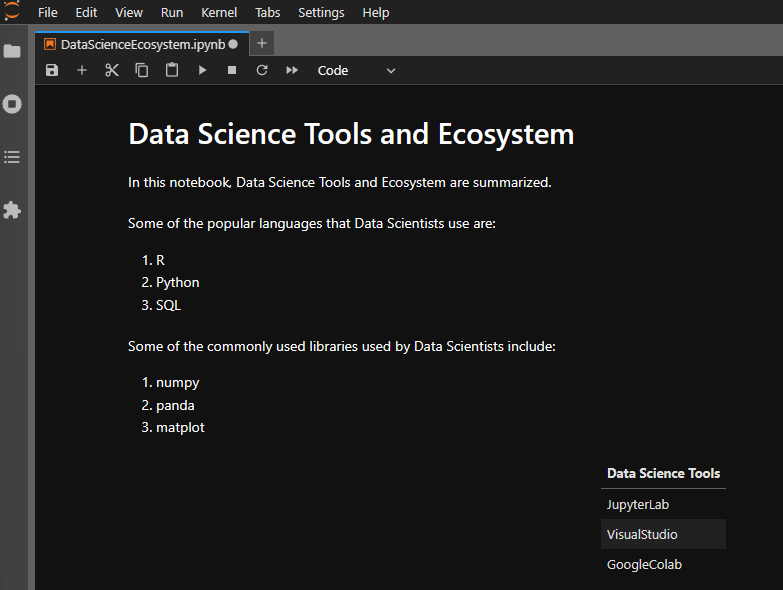 File Edit View Run Kernel Tabs Settings Help
DataScienceEcosystem.ipynb
Code
Data Science Tools and Ecosystem
In this notebook, Data Science Tools and Ecosystem are summarized.
Some of the popular languages that Data Scientists use are:
1. R
2. Python
3. SQL
Some of the commonly used libraries used by Data Scientists include:
1. numpy
2. panda
3. matplot
Data Science Tools
JupyterLab
VisualStudio
GoogleColab